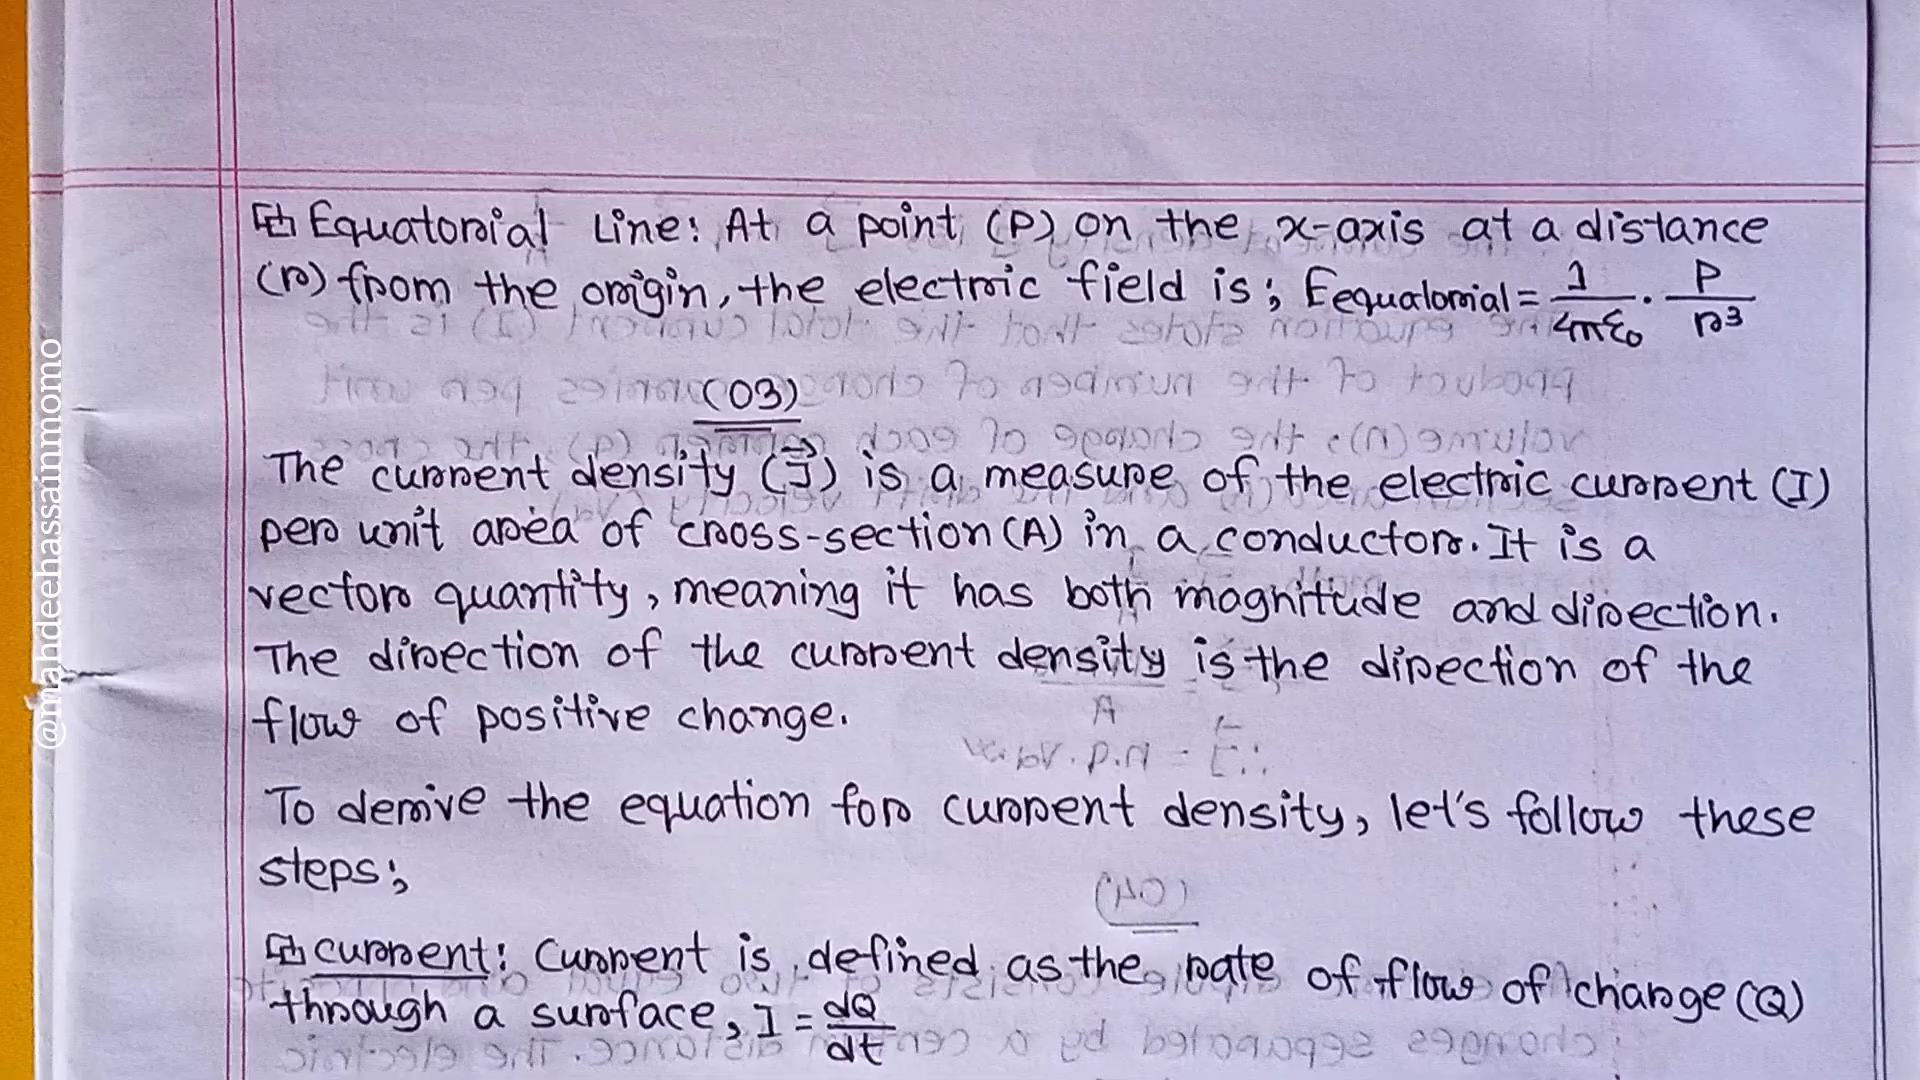 Equatorial Line: At a point (P) on the x-axis at a distance
(r) from the origin, the electric field is; Eequatorial = 1/4πε₀ · P/r³
(03)
The current density (J⃗) is a measure of the electric current (I)
per unit area of cross-section (A) in a conductor. It is a
vector quantity, meaning it has both magnitude and direction.
The direction of the current density is the direction of the
flow of positive charge.
To derive the equation for current density, let's follow these
steps;
Current: Current is defined as the rate of flow of charge (Q)
through a surface, I = dQ/dt
@mahdeehassainmomo